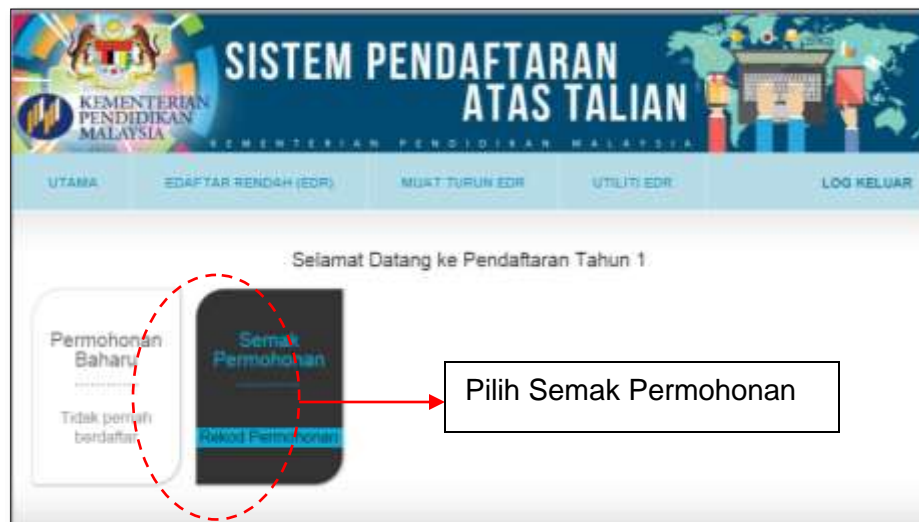 SISTEM PENDAFTARAN
ATAS TALIAN
KEMENTERIAN
PENDIDIKAN
MALAYSIA
KEMENTERIAN PENDIDIKAN MALAYSIA
UTAMA EDAFTAR RENDAH (EDR) MUAT TURUN EDR UTILITI EDR LOG KELUAR
Selamat Datang ke Pendaftaran Tahun 1
Permohonan
Baharu
Tidak pernah
berdaftar
Semak
Permohonan
Rekod Permohonan
Pilih Semak Permohonan